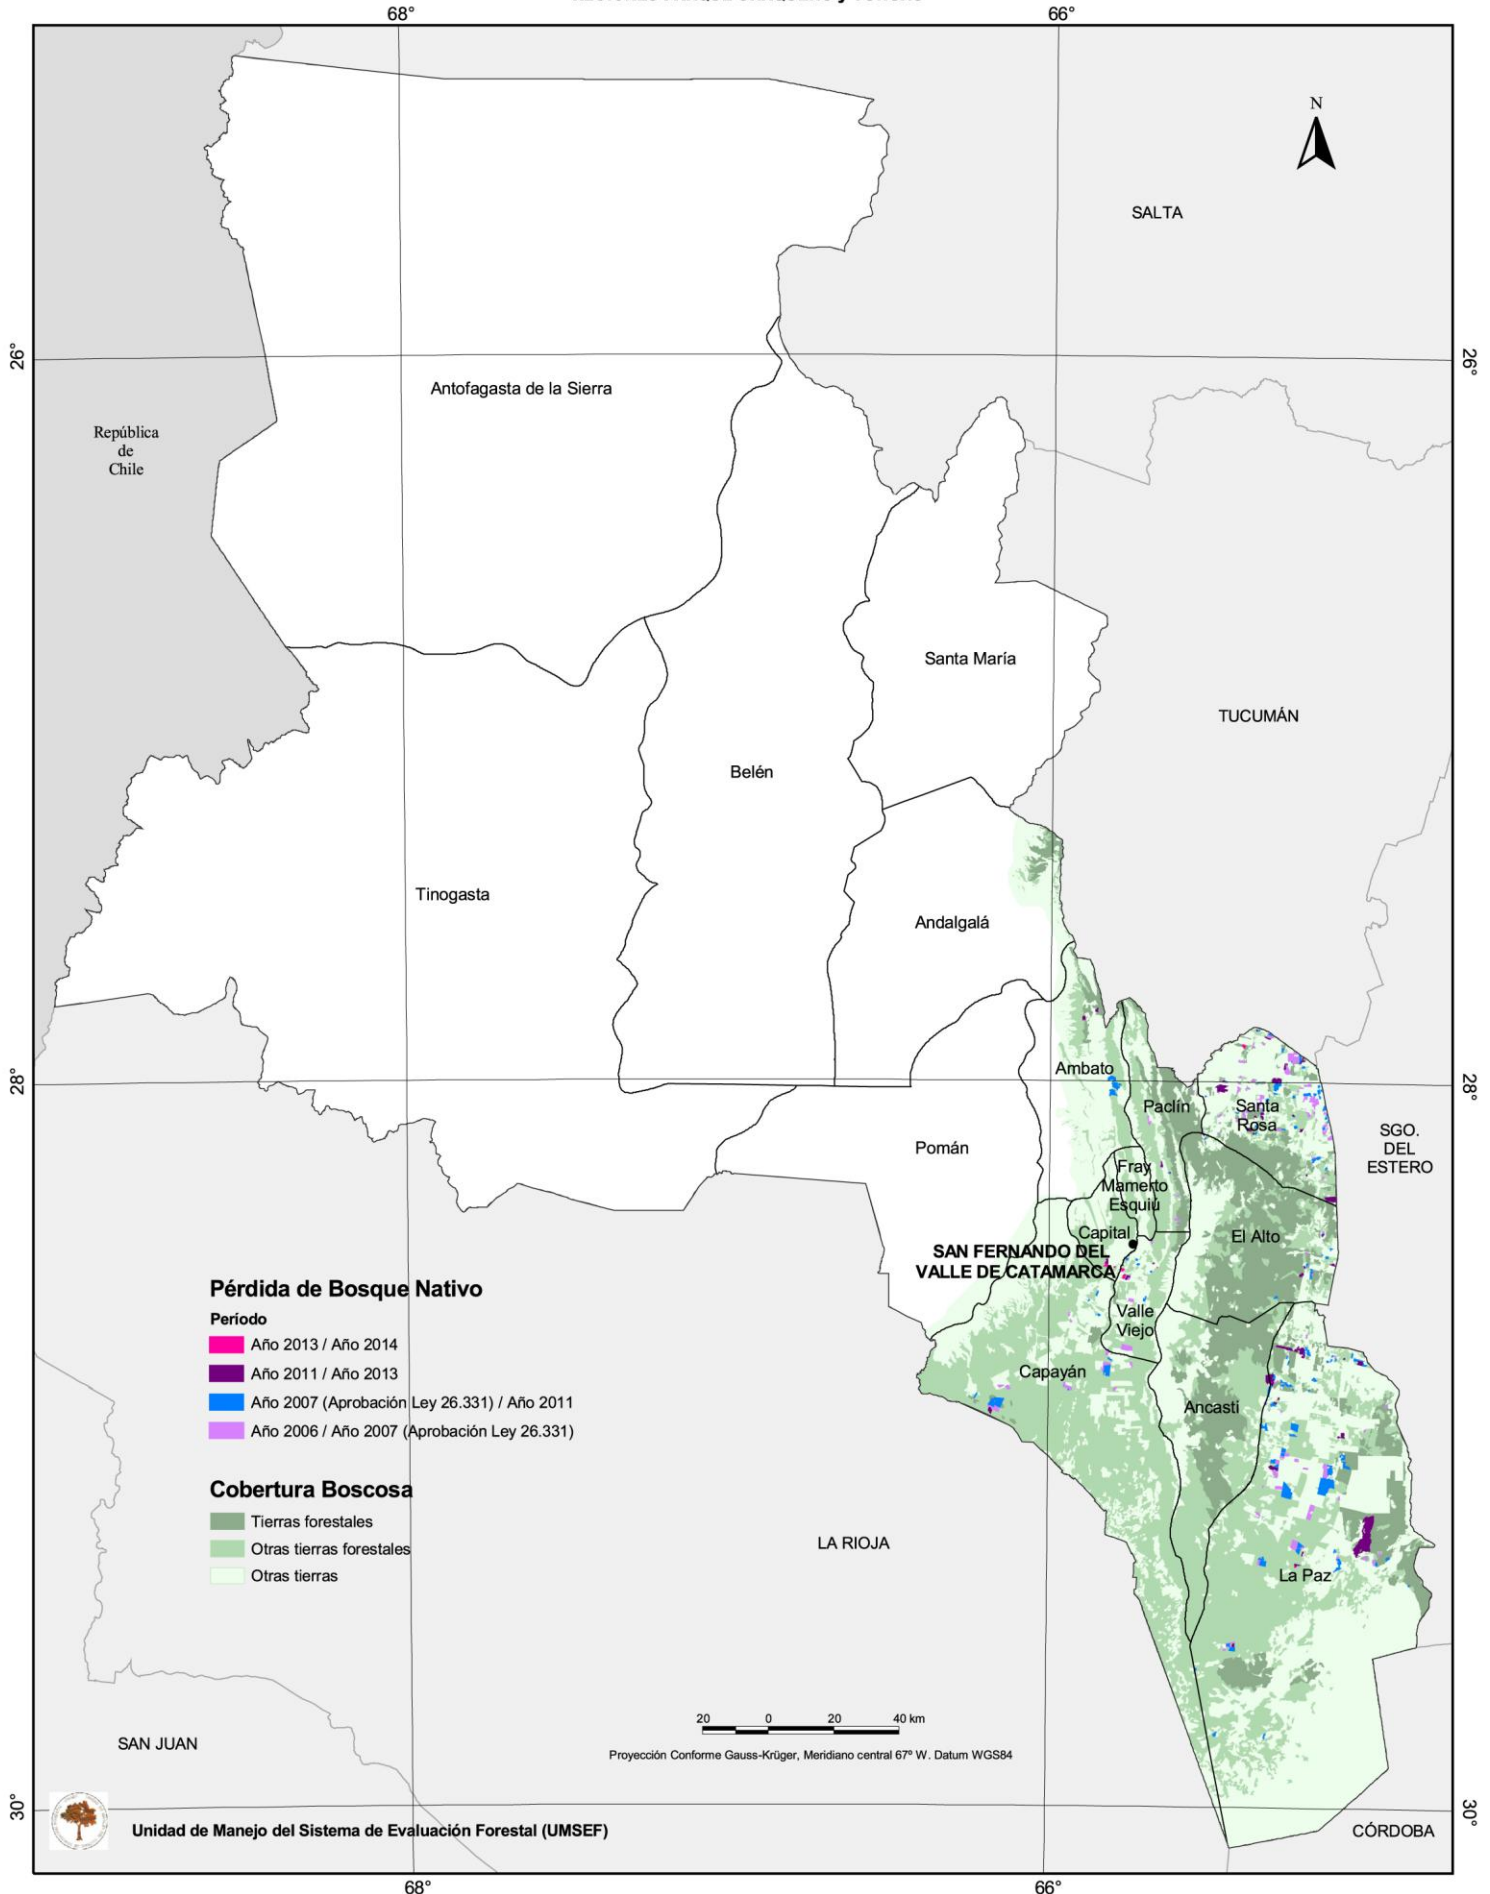 68°
66°
N
SALTA
26°
26°
Antofagasta de la Sierra
República
de
Chile
Santa María
TUCUMÁN
Belén
Tinogasta
Andalgalá
28°
28°
Ambato
Paclín
Santa
Rosa
SGO.
DEL
ESTERO
Pomán
Fray
Mamerto
Esquiú
Capital
El Alto
SAN FERNANDO DEL
VALLE DE CATAMARCA
Valle
Viejo
Capayán
Ancasti
Pérdida de Bosque Nativo
Período
Año 2013 / Año 2014
Año 2011 / Año 2013
Año 2007 (Aprobación Ley 26.331) / Año 2011
Año 2006 / Año 2007 (Aprobación Ley 26.331)
Cobertura Boscosa
Tierras forestales
Otras tierras forestales
Otras tierras
LA RIOJA
La Paz
20 0 20 40 km
Proyección Conforme Gauss-Krüger, Meridiano central 67º W. Datum WGS84
SAN JUAN
30°
30°
Unidad de Manejo del Sistema de Evaluación Forestal (UMSEF)
CÓRDOBA
68°
66°